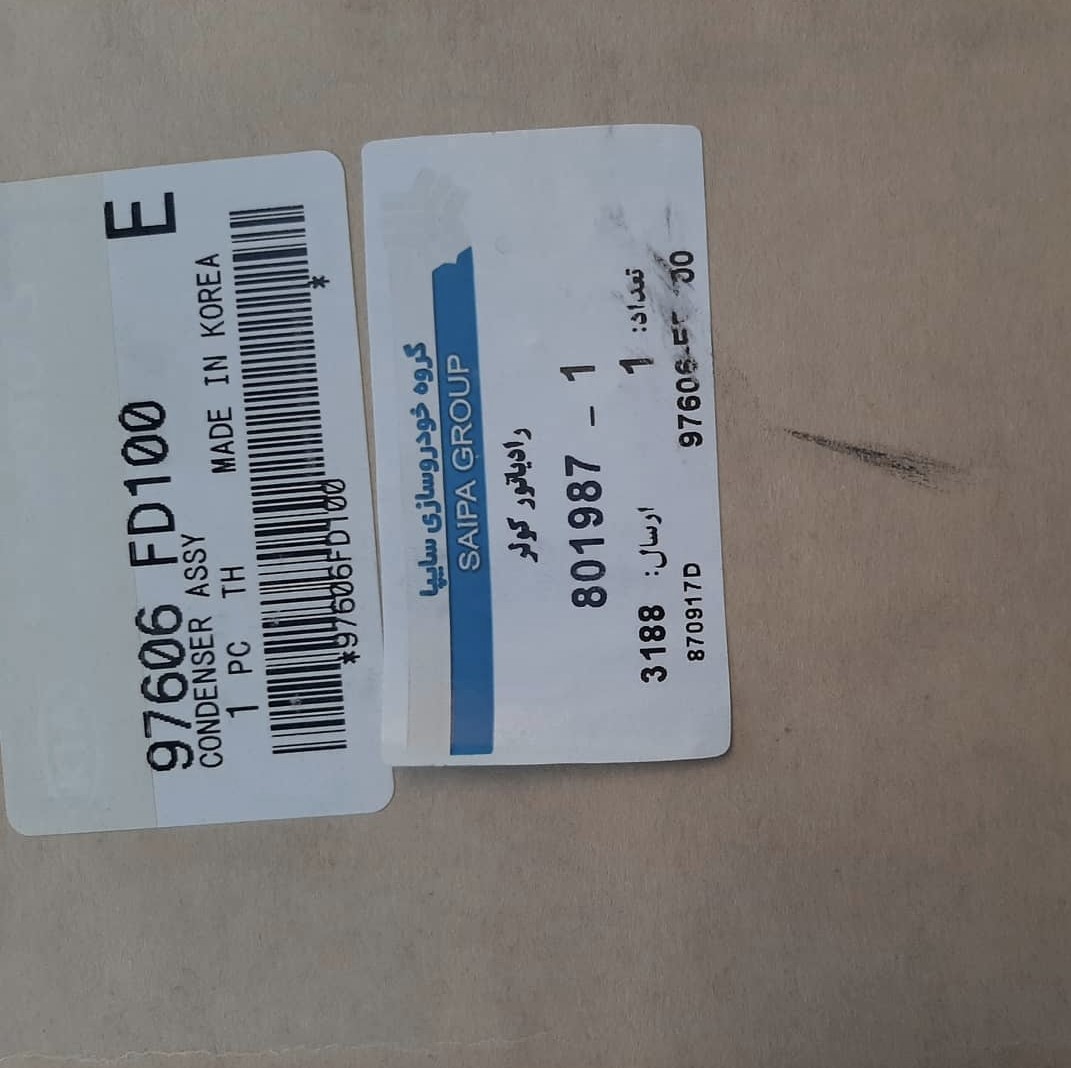 E
97606 FD100
CONDENSER ASSY
MADE IN KOREA
1 PC TH
*97606FD100*
گروه خودروسازی سایپا
SAIPA GROUP
رادیاتور کولر
801987 - 1
3188 :ارسال 1 :تعداد
870917D 97606